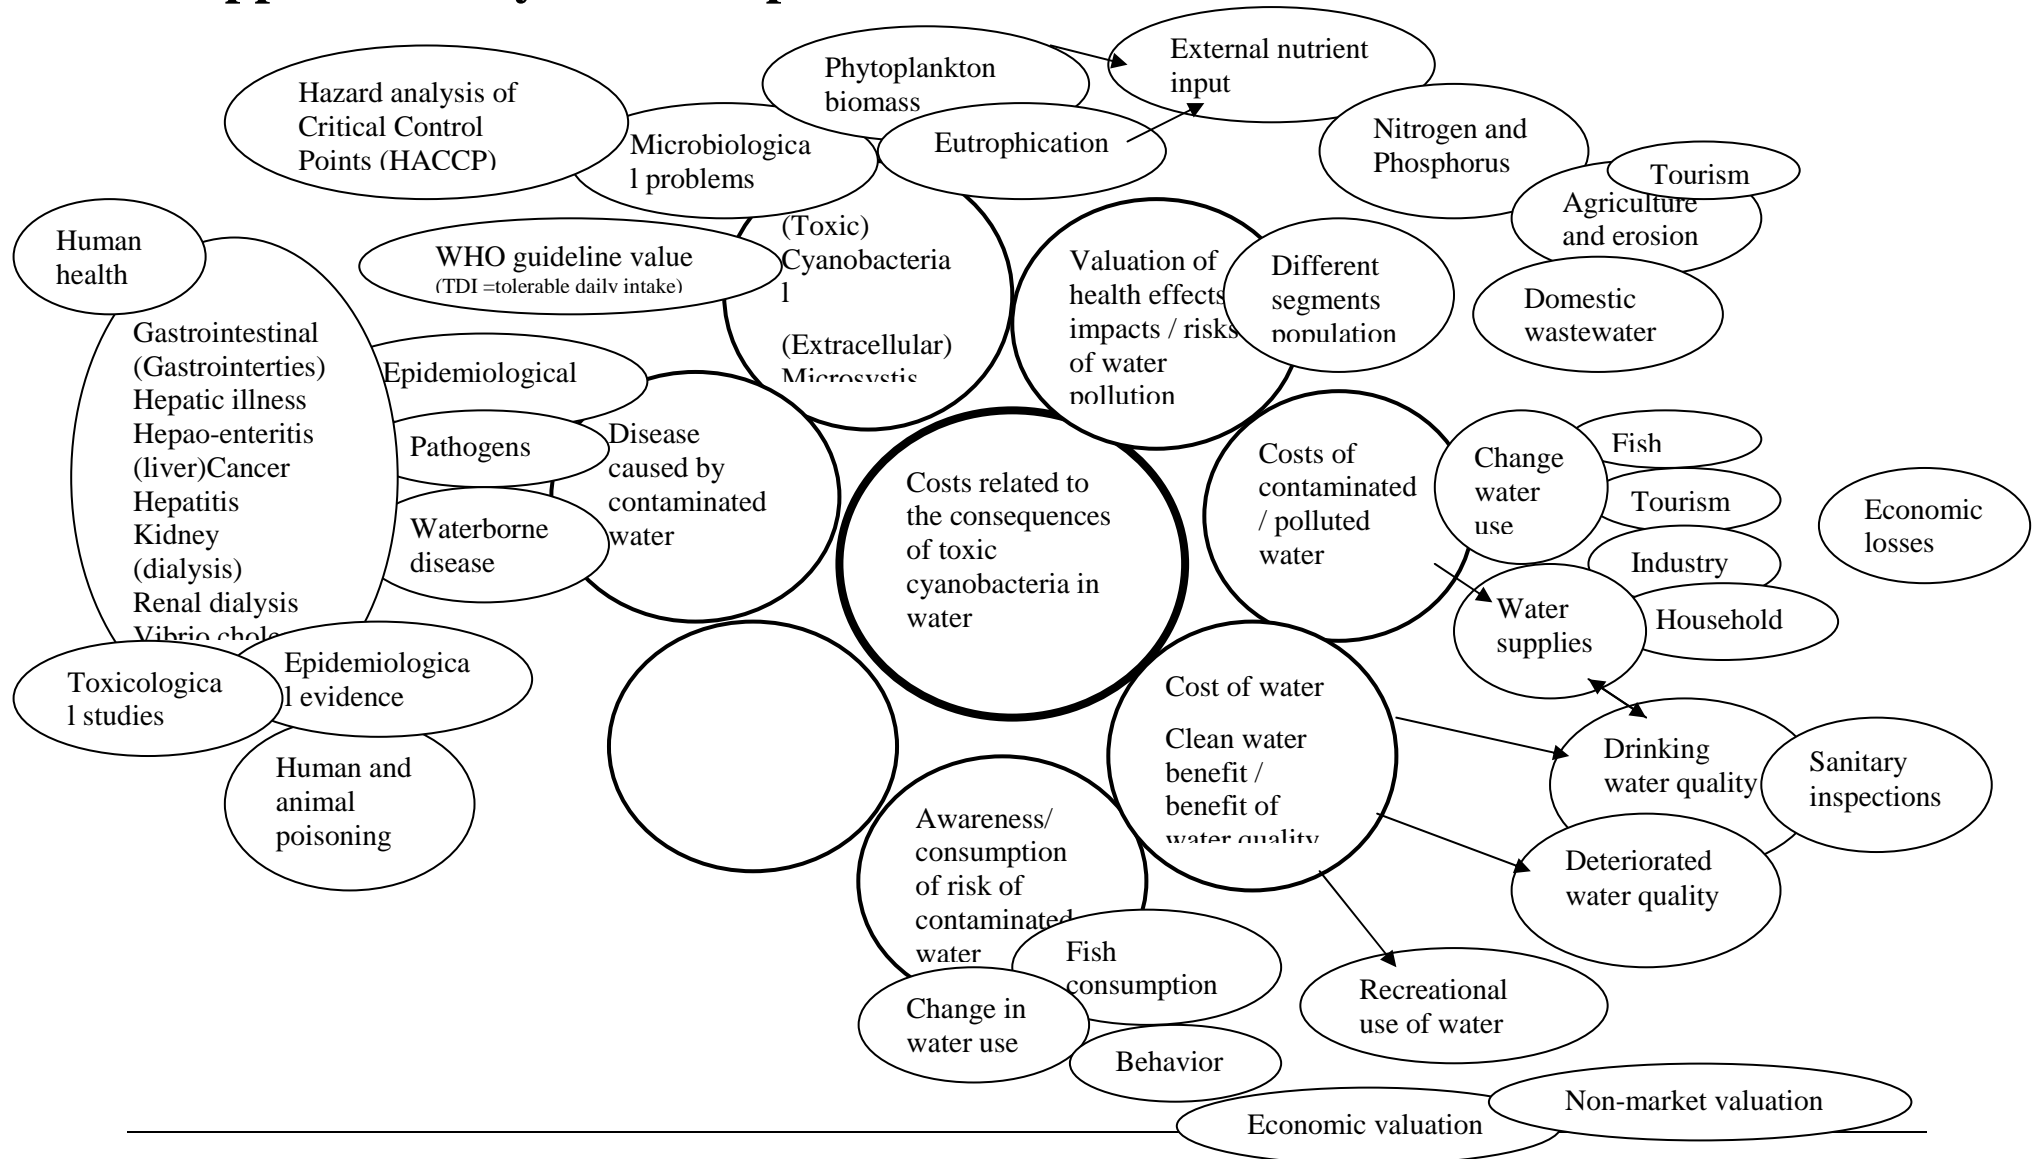 External nutrient
input
Phytoplankton
biomass
Hazard analysis of
Critical Control
Points (HACCP)
Microbiologica
l problems
Eutrophication
Nitrogen and
Phosphorus
Tourism
Agriculture
and erosion
Human
health
WHO guideline value
(TDI =tolerable daily intake)
(Toxic)
Cyanobacteria
l
(Extracellular)
Microsystis
Valuation of
health effects
impacts / risks
of water
pollution
Different
segments
population
Domestic
wastewater
Gastrointestinal
(Gastrointerties)
Hepatic illness
Hepao-enteritis
(liver)Cancer
Hepatitis
Kidney
(dialysis)
Renal dialysis
Vibrio
Epidemiological
Pathogens
Waterborne
disease
Disease
caused by
contaminated
water
Costs related to
the consequences
of toxic
cyanobacteria in
water
Costs of
contaminated
/ polluted
water
Change
water
use
Fish
Tourism
Industry
Household
Economic
losses
Water
supplies
Toxicologica
l studies
Epidemiologica
l evidence
Human and
animal
poisoning
Cost of water
Clean water
benefit /
benefit of
water quality
Drinking
water quality
Sanitary
inspections
Deteriorated
water quality
Awareness/
consumption
of risk of
contaminated
water
Fish
consumption
Change in
water use
Behavior
Recreational
use of water
Economic valuation
Non-market valuation